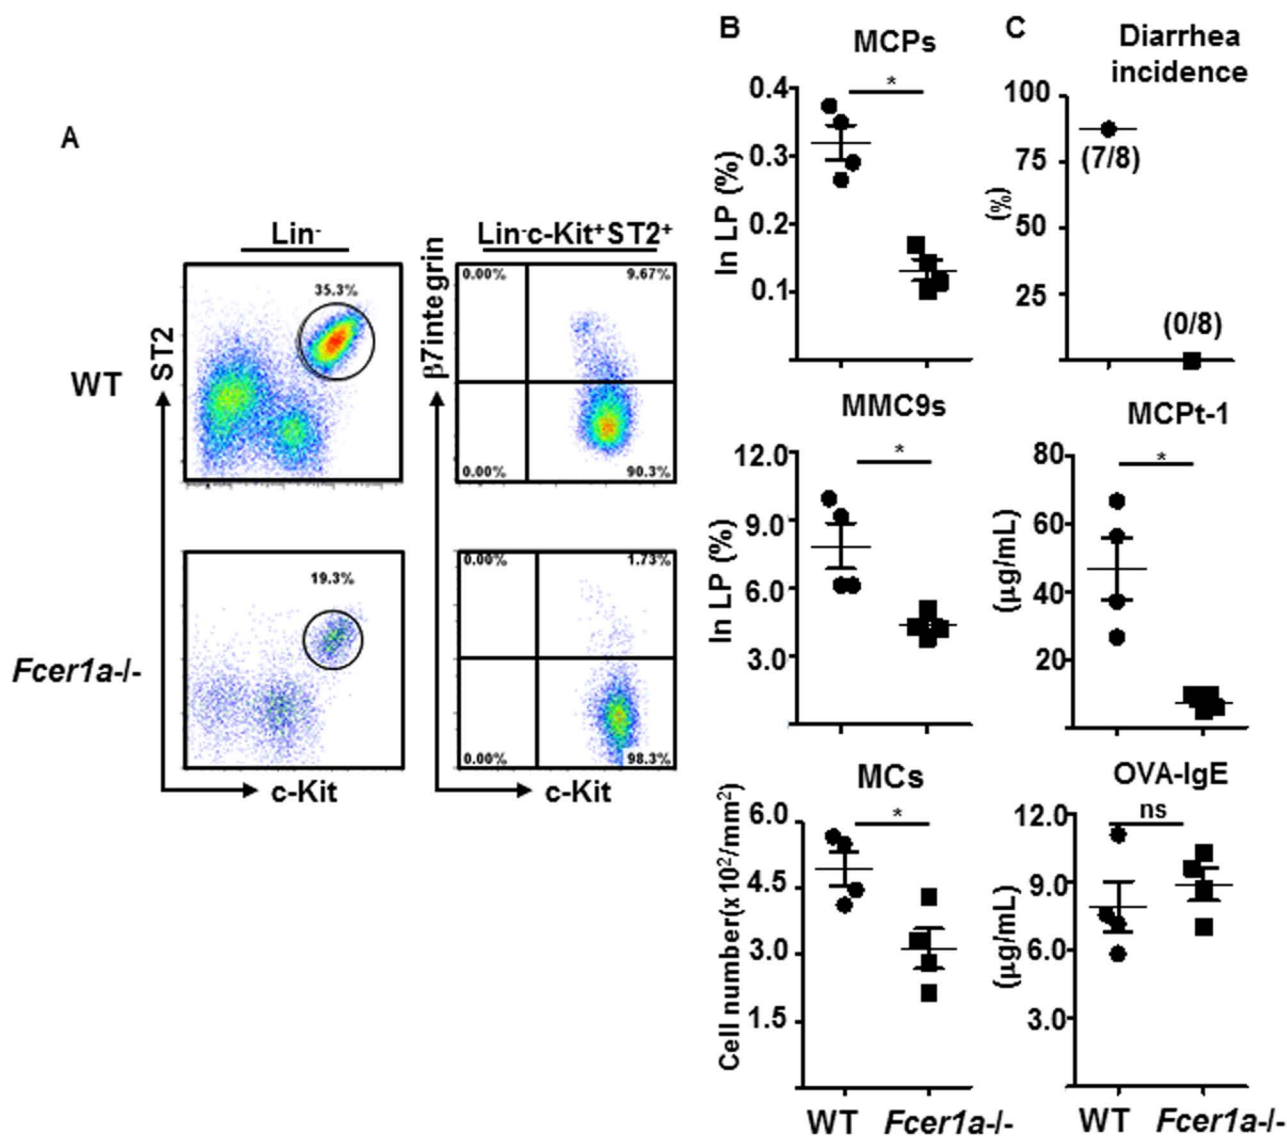 A
Lin-
Lin-c-Kit+ST2+
WT
ST2
35.3%
β7integrin
0.00%
9.67%
0.00%
90.3%
Fcer1a-/-
19.3%
0.00%
1.73%
0.00%
98.3%
c-Kit
c-Kit
B
MCPs
In LP (%)
0.4
0.3
0.2
0.1
*
MMC9s
In LP (%)
12.0
9.0
6.0
3.0
*
MCs
Cell number(x10²/mm²)
6.0
4.5
3.0
1.5
*
WT
Fcer1a-/-
C
Diarrhea
incidence
(%)
100
75
50
25
(7/8)
(0/8)
MCPt-1
(μg/mL)
80
60
40
20
*
OVA-IgE
(μg/mL)
12.0
9.0
6.0
3.0
ns
WT
Fcer1a-/-